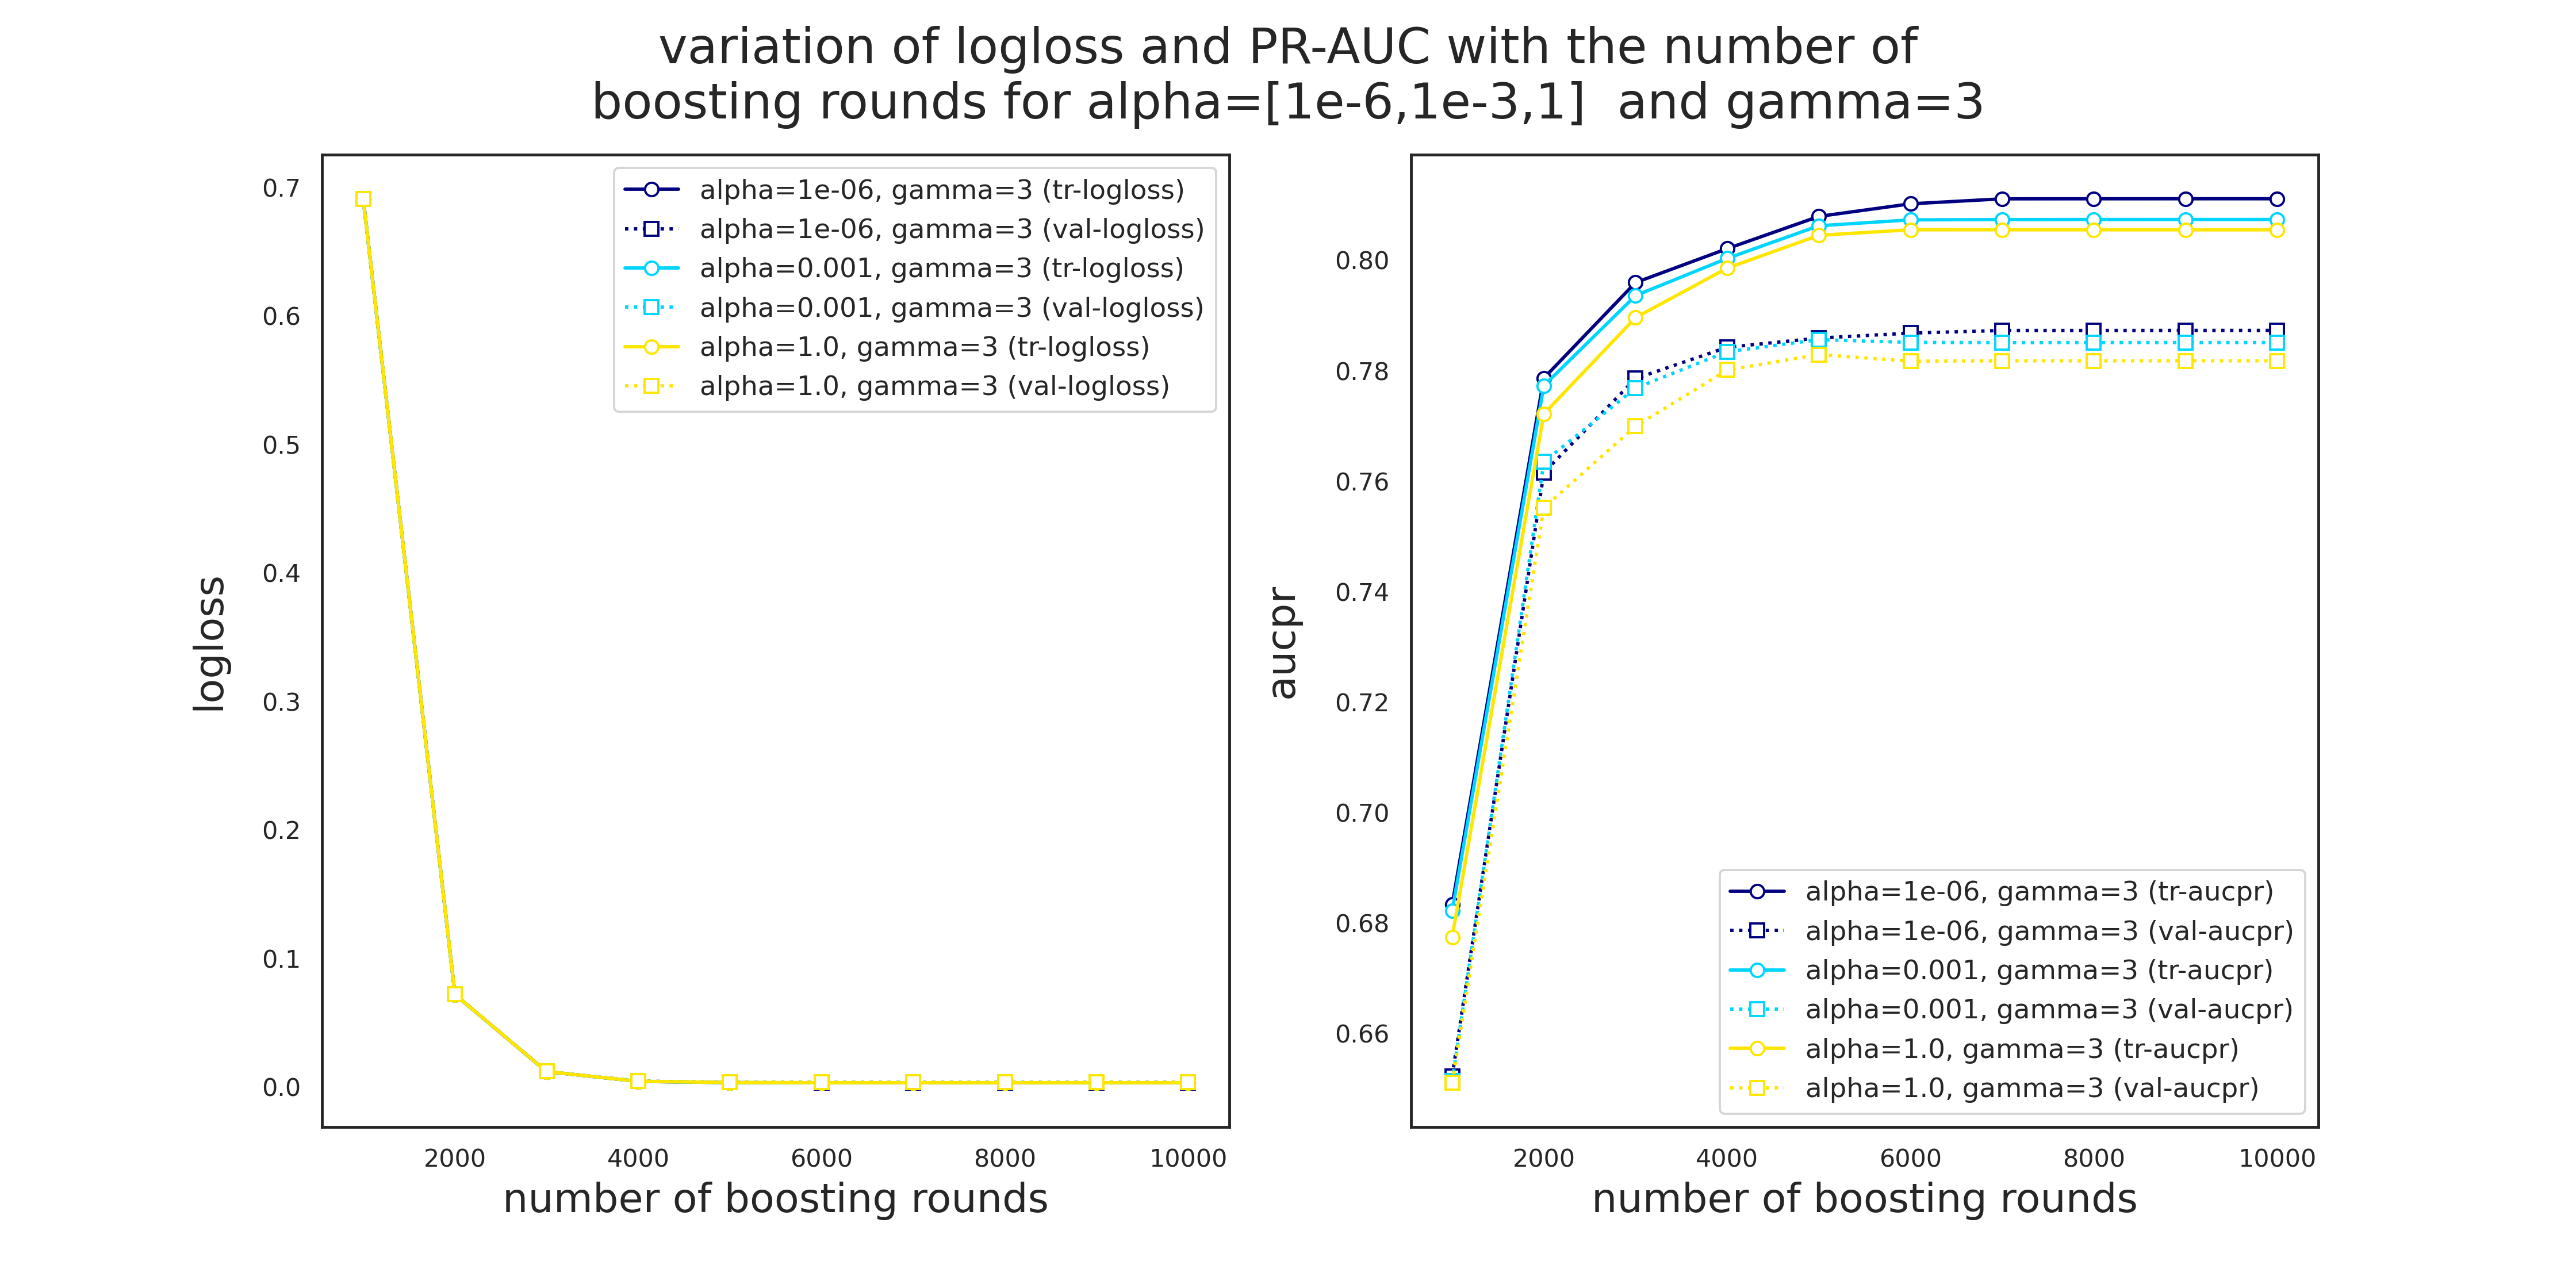 variation of logloss and PR-AUC with the number of
boosting rounds for alpha=[1e-6,1e-3,1]  and gamma=3
0.7
0.6
0.5
0.4
0.3
0.2
0.1
0.0
logloss
alpha=1e-06, gamma=3 (tr-logloss)
alpha=1e-06, gamma=3 (val-logloss)
alpha=0.001, gamma=3 (tr-logloss)
alpha=0.001, gamma=3 (val-logloss)
alpha=1.0, gamma=3 (tr-logloss)
alpha=1.0, gamma=3 (val-logloss)
2000 4000 6000 8000 10000
number of boosting rounds
0.80
0.78
0.76
0.74
0.72
0.70
0.68
0.66
aucpr
alpha=1e-06, gamma=3 (tr-aucpr)
alpha=1e-06, gamma=3 (val-aucpr)
alpha=0.001, gamma=3 (tr-aucpr)
alpha=0.001, gamma=3 (val-aucpr)
alpha=1.0, gamma=3 (tr-aucpr)
alpha=1.0, gamma=3 (val-aucpr)
2000 4000 6000 8000 10000
number of boosting rounds